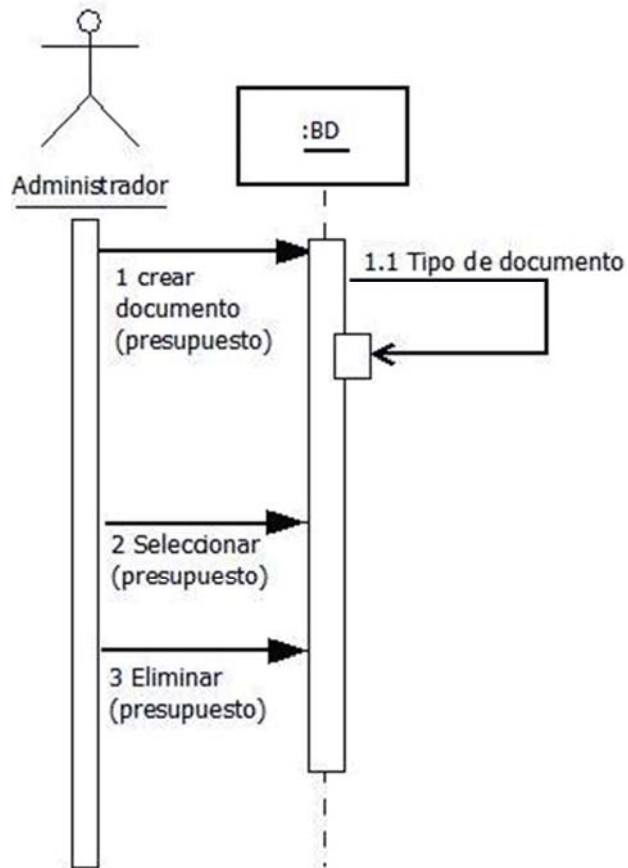 Administrador
:BD
1 crear
documento
(presupuesto)
1.1 Tipo de documento
2 Seleccionar
(presupuesto)
3 Eliminar
(presupuesto)